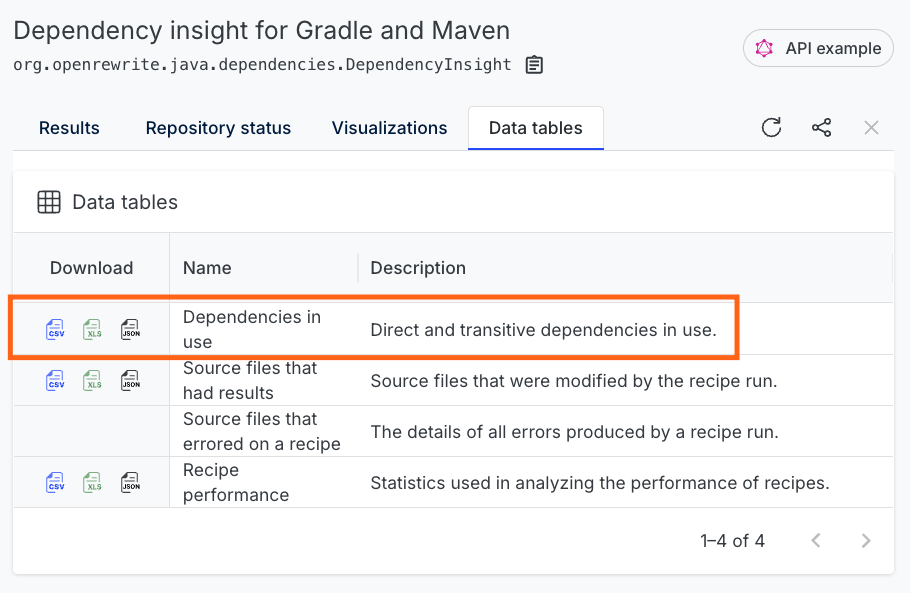 Dependency insight for Gradle and Maven
org.openrewrite.java.dependencies.DependencyInsight
API example
Results Repository status Visualizations Data tables
Data tables
Download Name Description
CSV XLS JSON Dependencies in use Direct and transitive dependencies in use.
CSV XLS JSON Source files that had results Source files that were modified by the recipe run.
Source files that errored on a recipe The details of all errors produced by a recipe run.
CSV XLS JSON Recipe performance Statistics used in analyzing the performance of recipes.
1–4 of 4